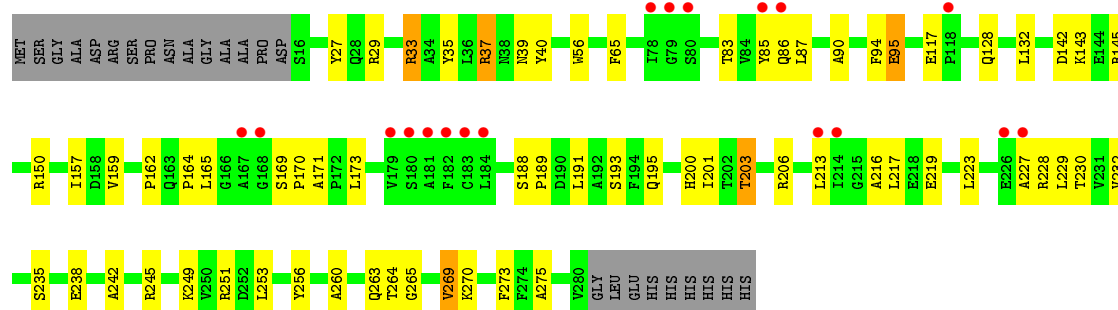 MET SER GLY ALA ASP ARG SER PRO ASN ALA GLY ALA ALA PRO ASP S16 Y27 Q28 R29 R33 A34 Y35 L36 R37 N38 N39 Y40 W56 F65 I78 G79 S80 T83 V84 Y85 Q86 L87 A90 F94 E95 E117 P118 Q128 L132 D142 K143 E144 R145
R150 I157 D158 V159 P162 Q163 P164 L165 G166 A167 G168 S169 P170 A171 P172 L173 V179 S180 A181 F182 C183 L184 S188 P189 D190 L191 A192 S193 F194 Q195 H200 I201 T202 T203 R206 L213 I214 G215 A216 L217 E218 E219 L223 E226 A227 R228 L229 T230 V231 V232
S235 E238 A242 R245 K249 V250 R251 D252 L253 Y256 A260 Q263 T264 G265 V269 K270 F273 F274 A275 V280 GLY LEU GLU HIS HIS HIS HIS HIS HIS